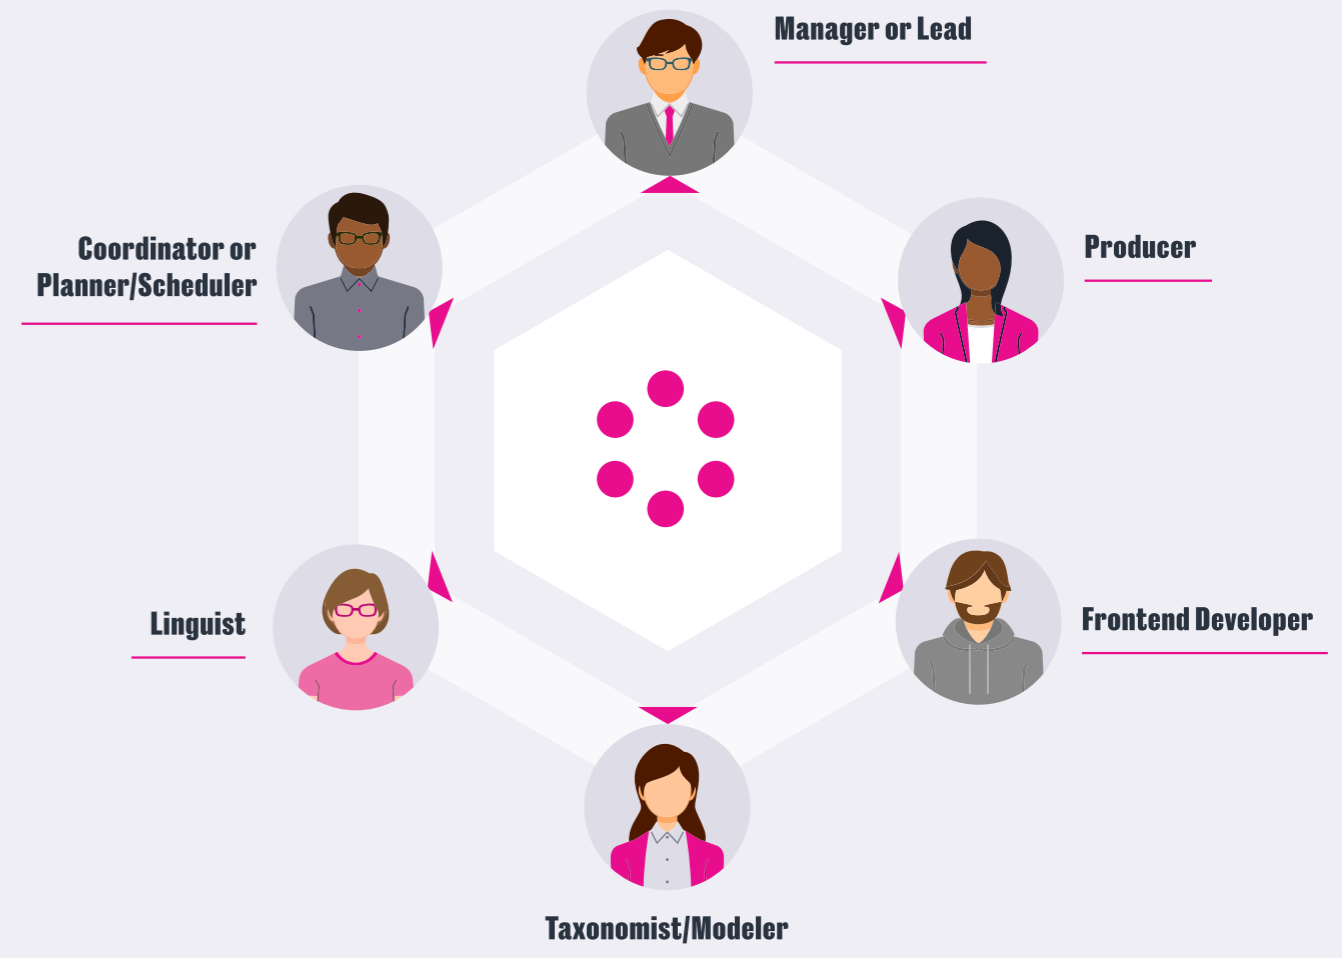 Manager or Lead
Coordinator or
Planner/Scheduler
Producer
Linguist
Frontend Developer
Taxonomist/Modeler